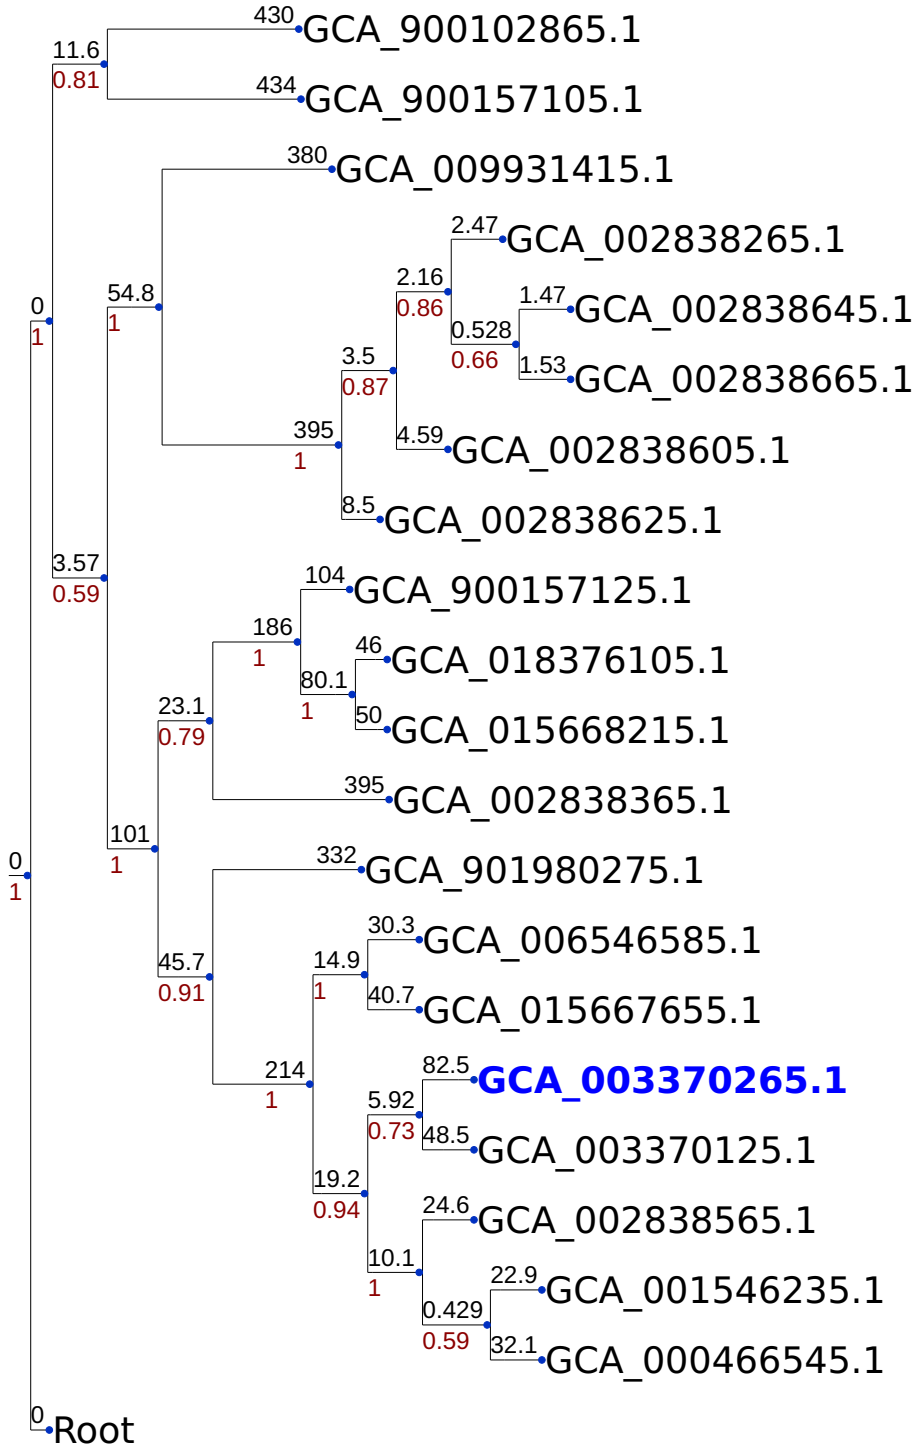 430
GCA_900102865.1
11.6
0.81
434
GCA_900157105.1
380
GCA_009931415.1
2.47
GCA_002838265.1
2.16
0.86
1.47
GCA_002838645.1
0
1
54.8
1
0.528
0.66
3.5
0.87
1.53
GCA_002838665.1
395
1
4.59
GCA_002838605.1
8.5
GCA_002838625.1
3.57
0.59
104
GCA_900157125.1
186
1
46
GCA_018376105.1
80.1
1
23.1
0.79
50
GCA_015668215.1
395
GCA_002838365.1
101
1
0
1
332
GCA_901980275.1
30.3
GCA_006546585.1
45.7
0.91
14.9
1
40.7
GCA_015667655.1
214
1
82.5
GCA_003370265.1
5.92
0.73
48.5
GCA_003370125.1
19.2
0.94
24.6
GCA_002838565.1
10.1
1
22.9
GCA_001546235.1
0.429
0.59
32.1
GCA_000466545.1
0
Root